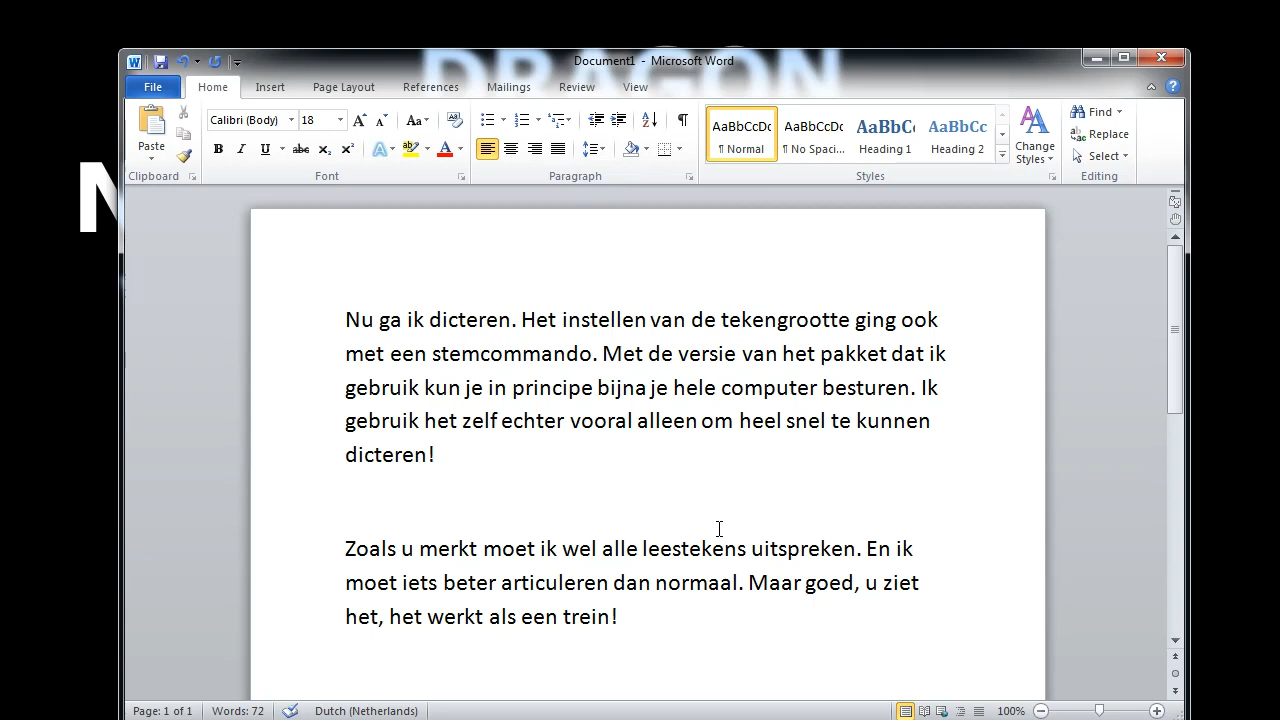 DRAGON
Document1 - Microsoft Word
File Home Insert Page Layout References Mailings Review View
Paste
Calibri (Body) 18
Aa
B I U abc X₂ X²
A ab A
AaBbCcDc AaBbCcDc AaBbCc AaBbCc
¶ Normal ¶ No Spaci... Heading 1 Heading 2
Change Styles
Find
Replace
Select
Clipboard Font Paragraph Styles Editing
N
Nu ga ik dicteren. Het instellen van de tekengrootte ging ook
met een stemcommando. Met de versie van het pakket dat ik
gebruik kun je in principe bijna je hele computer besturen. Ik
gebruik het zelf echter vooral alleen om heel snel te kunnen
dicteren!
Zoals u merkt moet ik wel alle leestekens uitspreken. En ik
moet iets beter articuleren dan normaal. Maar goed, u ziet
het, het werkt als een trein!
Page: 1 of 1 Words: 72 Dutch (Netherlands) 100%